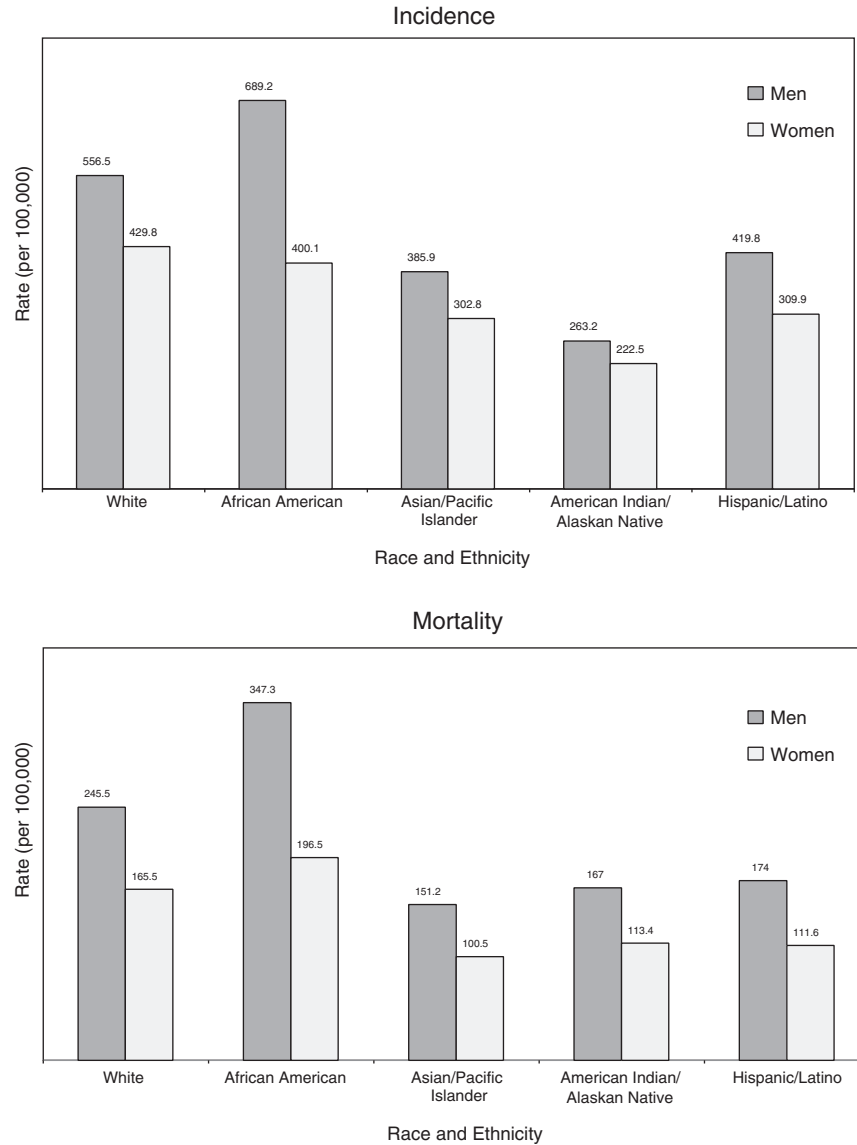 Incidence
Rate (per 100,000)
Men
Women
689.2
556.5
429.8
400.1
385.9
302.8
263.2
222.5
419.8
309.9
White
African American
Asian/Pacific
Islander
American Indian/
Alaskan Native
Hispanic/Latino
Race and Ethnicity
Mortality
Rate (per 100,000)
Men
Women
347.3
245.5
165.5
196.5
151.2
100.5
167
113.4
174
111.6
White
African American
Asian/Pacific
Islander
American Indian/
Alaskan Native
Hispanic/Latino
Race and Ethnicity